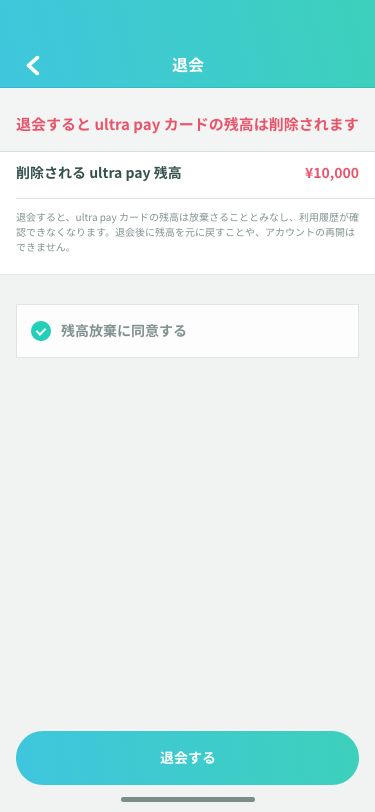 退会
退会すると ultra pay カードの残高は削除されます
削除される ultra pay 残高
¥10,000
退会すると、ultra pay カードの残高は放棄さることとみなし、利用履歴が確
認できなくなります。退会後に残高を元に戻すことや、アカウントの再開は
できません。
残高放棄に同意する
退会する